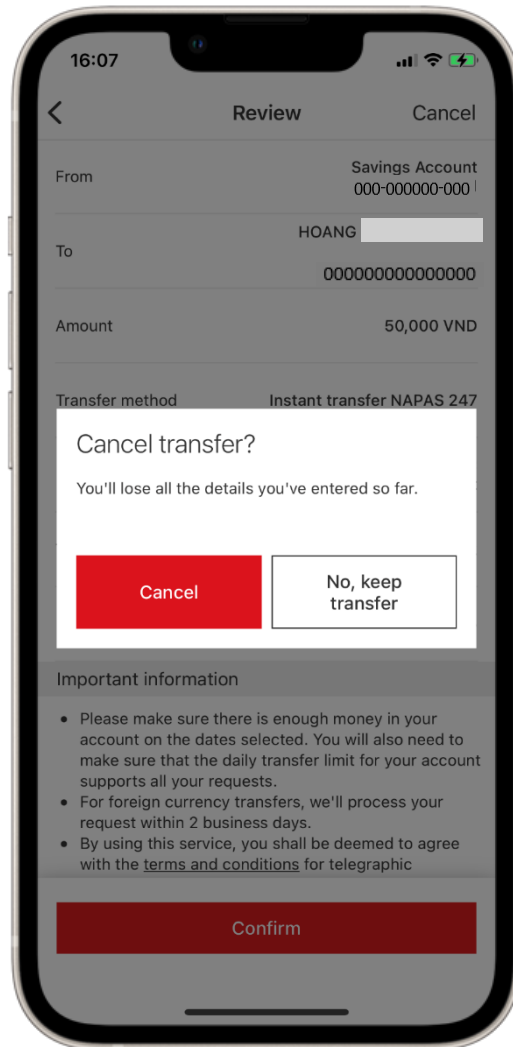 16:07
Review
Cancel
From
Savings Account
000-000000-000
To
HOANG
000000000000000
Amount
50,000 VND
Transfer method
Instant transfer NAPAS 247
Cancel transfer?
You'll lose all the details you've entered so far.
Cancel
No, keep
transfer
Important information
• Please make sure there is enough money in your
account on the dates selected. You will also need to
make sure that the daily transfer limit for your account
supports all your requests.
• For foreign currency transfers, we'll process your
request within 2 business days.
• By using this service, you shall be deemed to agree
with the terms and conditions for telegraphic
Confirm